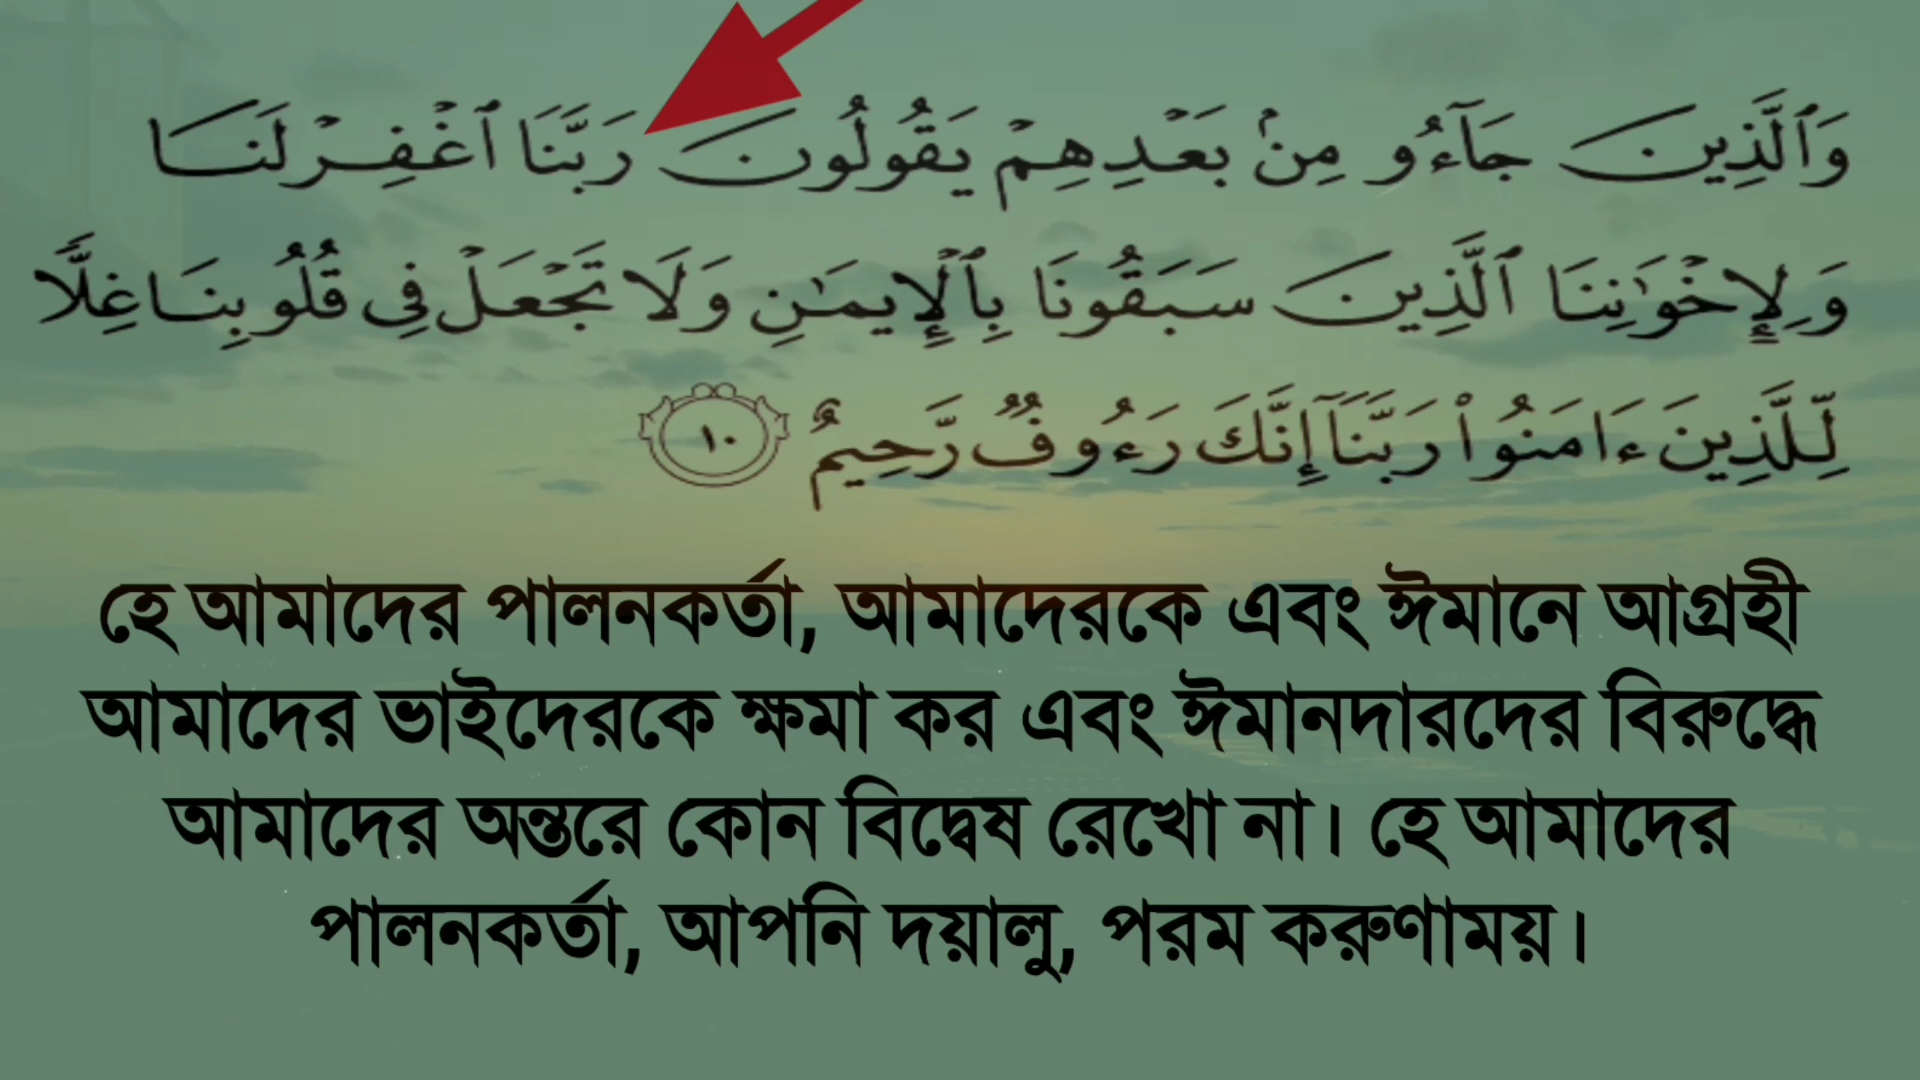 وَٱلَّذِينَ جَآءُو مِنۢ بَعْدِهِمْ يَقُولُونَ رَبَّنَا ٱغْفِرْ لَنَا
وَلِإِخْوَٰنِنَا ٱلَّذِينَ سَبَقُونَا بِٱلْإِيمَٰنِ وَلَا تَجْعَلْ فِى قُلُوبِنَا غِلًّا
لِّلَّذِينَ ءَامَنُوا۟ رَبَّنَآ إِنَّكَ رَءُوفٌ رَّحِيمٌ ١٠
হে আমাদের পালনকর্তা, আমাদেরকে এবং ঈমানে আগ্রহী
আমাদের ভাইদেরকে ক্ষমা কর এবং ঈমানদারদের বিরুদ্ধে
আমাদের অন্তরে কোন বিদ্বেষ রেখো না। হে আমাদের
পালনকর্তা, আপনি দয়ালু, পরম করুণাময়।